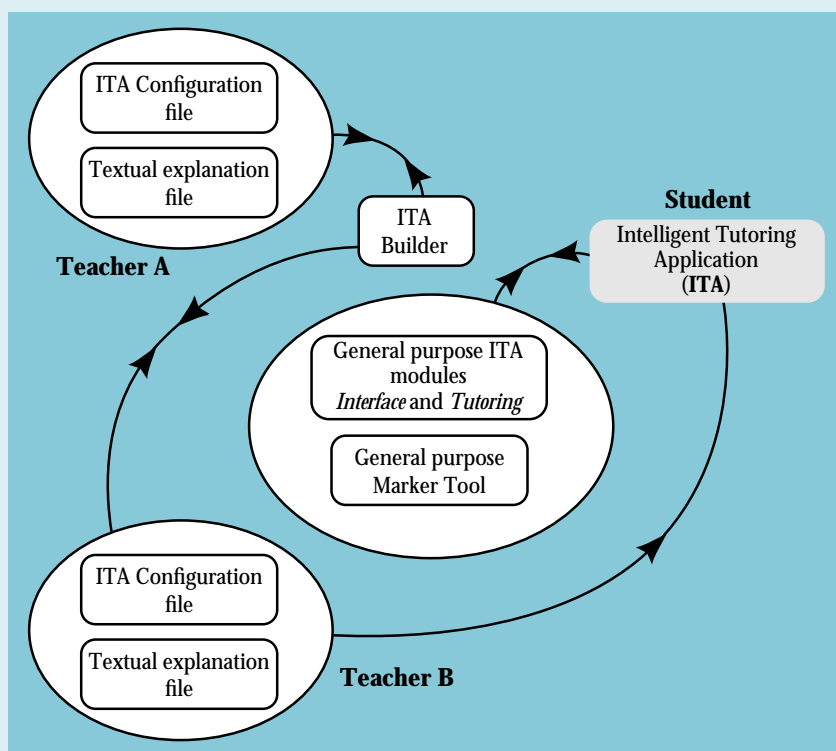 ITA Configuration
file
Textual explanation
file
Teacher A
ITA
Builder
Student
Intelligent Tutoring
Application
(ITA)
General purpose ITA
modules
Interface and Tutoring
General purpose
Marker Tool
ITA Configuration
file
Textual explanation
file
Teacher B